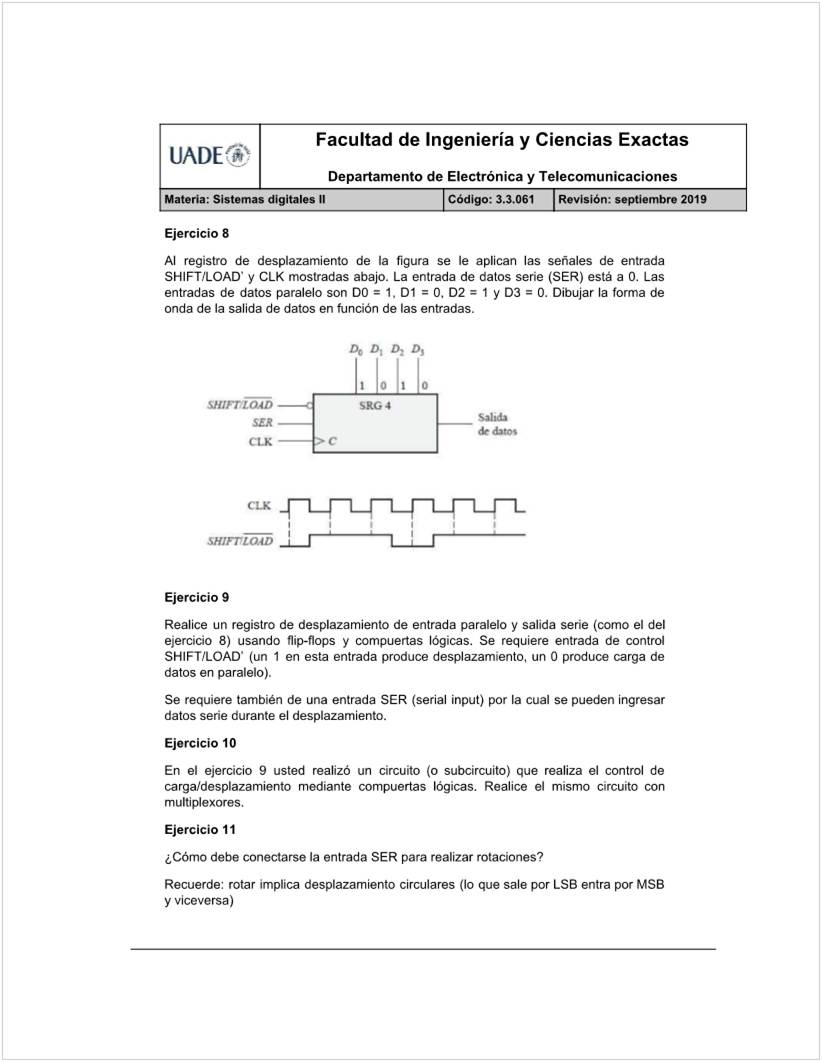 UADE
Facultad de Ingeniería y Ciencias Exactas
Departamento de Electrónica y Telecomunicaciones
Materia: Sistemas digitales II
Código: 3.3.061
Revisión: septiembre 2019
Ejercicio 8
Al registro de desplazamiento de la figura se le aplican las señales de entrada
SHIFT/LOAD’ y CLK mostradas abajo. La entrada de datos serie (SER) está a 0. Las
entradas de datos paralelo son D0 = 1, D1 = 0, D2 = 1 y D3 = 0. Dibujar la forma de
onda de la salida de datos en función de las entradas.
D₀ D₁ D₂ D₃
1 0 1 0
SHIFT/L̅O̅A̅D̅
SRG 4
SER
CLK
C
Salida
de datos
CLK
SHIFT/L̅O̅A̅D̅
Ejercicio 9
Realice un registro de desplazamiento de entrada paralelo y salida serie (como el del
ejercicio 8) usando flip-flops y compuertas lógicas. Se requiere entrada de control
SHIFT/LOAD’ (un 1 en esta entrada produce desplazamiento, un 0 produce carga de
datos en paralelo).
Se requiere también de una entrada SER (serial input) por la cual se pueden ingresar
datos serie durante el desplazamiento.
Ejercicio 10
En el ejercicio 9 usted realizó un circuito (o subcircuito) que realiza el control de
carga/desplazamiento mediante compuertas lógicas. Realice el mismo circuito con
multiplexores.
Ejercicio 11
¿Cómo debe conectarse la entrada SER para realizar rotaciones?
Recuerde: rotar implica desplazamiento circulares (lo que sale por LSB entra por MSB
y viceversa)